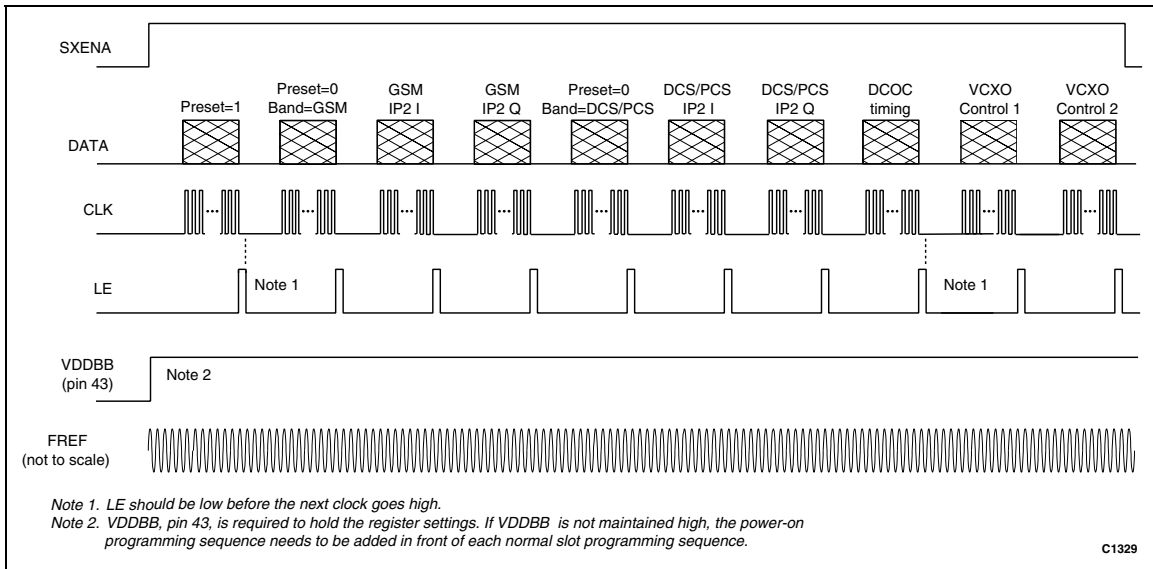 SXENA
Preset=1
Preset=0
Band=GSM
GSM
IP2 I
GSM
IP2 Q
Preset=0
Band=DCS/PCS
DCS/PCS
IP2 I
DCS/PCS
IP2 Q
DCOC
timing
VCXO
Control 1
VCXO
Control 2
DATA
CLK
... ... ... ... ... ... ... ... ... ...
LE
Note 1
Note 1
VDDBB
(pin 43)
Note 2
FREF
(not to scale)
Note 1. LE should be low before the next clock goes high.
Note 2. VDDBB, pin 43, is required to hold the register settings. If VDDBB is not maintained high, the power-on
programming sequence needs to be added in front of each normal slot programming sequence.
C1329